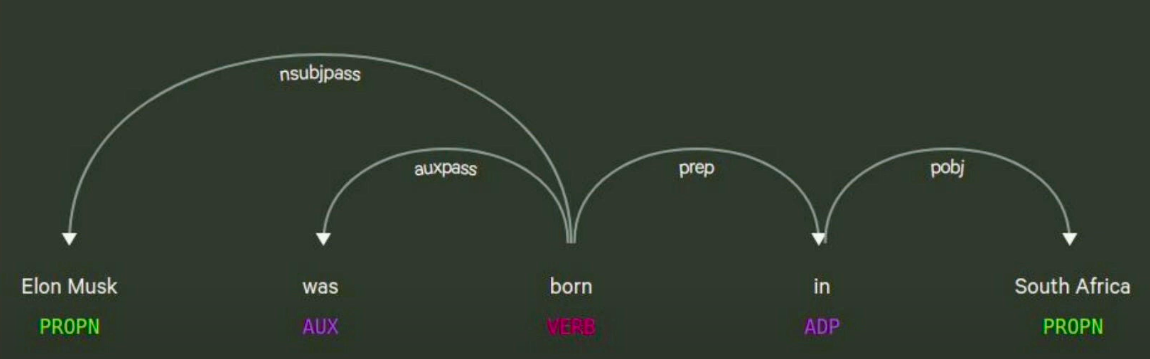 nsubjpass
auxpass prep pobj
Elon Musk was born in South Africa
PROPN AUX VERB ADP PROPN